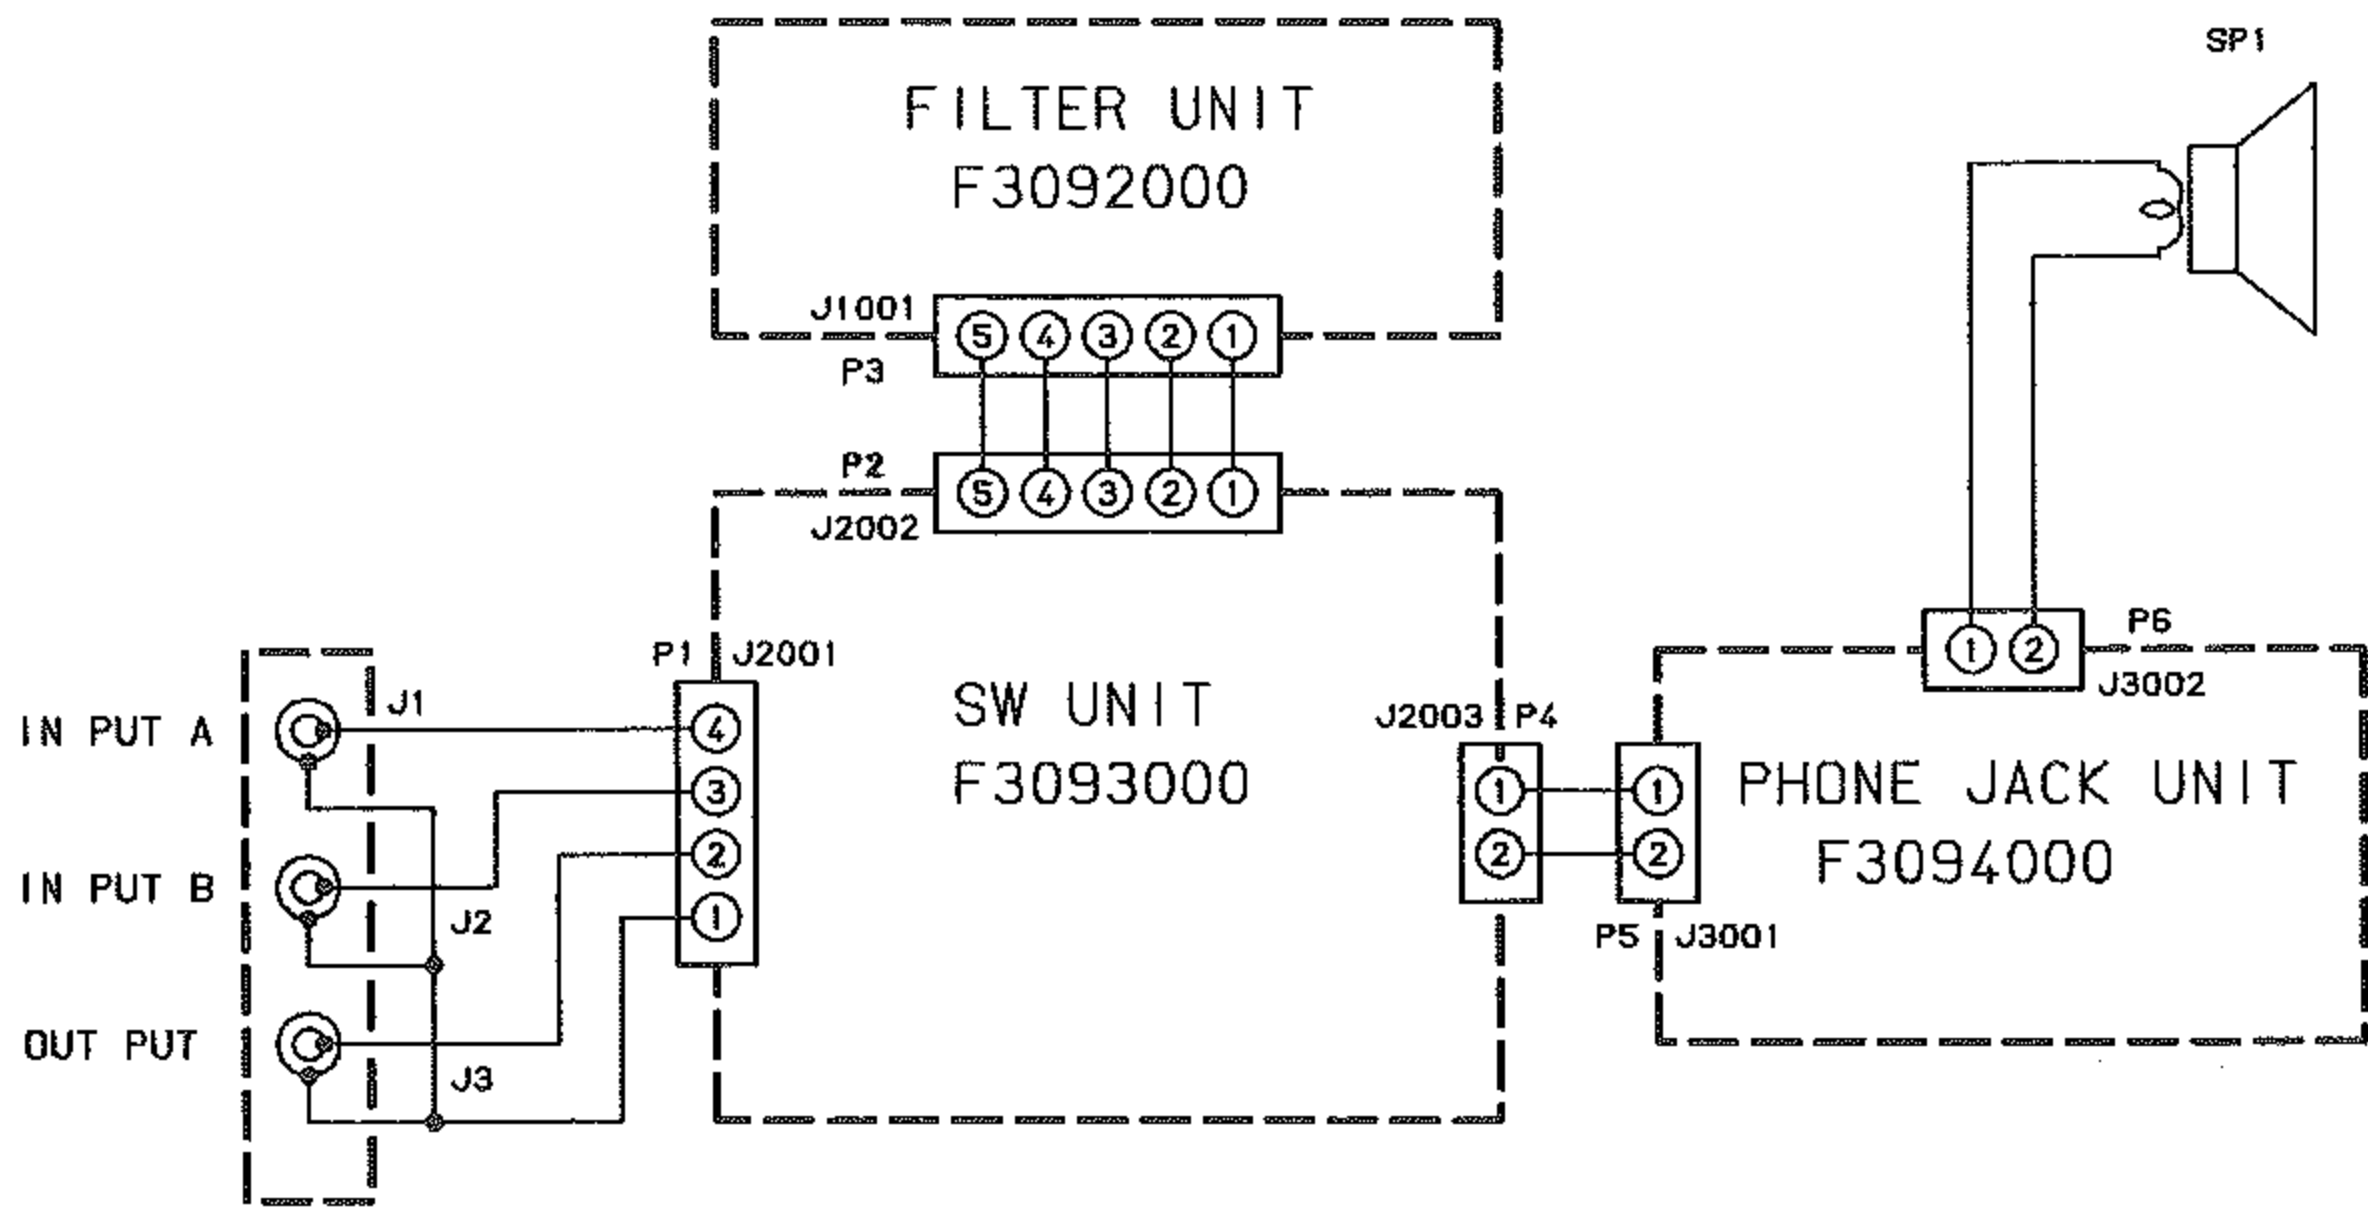 SP1
FILTER UNIT
F3092000
J1001
5 4 3 2 1
P3
P2
5 4 3 2 1
J2002
P1 J2001
P6
1 2
J3002
J1
IN PUT A
4
3
2
1
SW UNIT
F3093000
J2003 P4
1 1
2 2
PHONE JACK UNIT
F3094000
IN PUT B
J2
P5 J3001
OUT PUT
J3